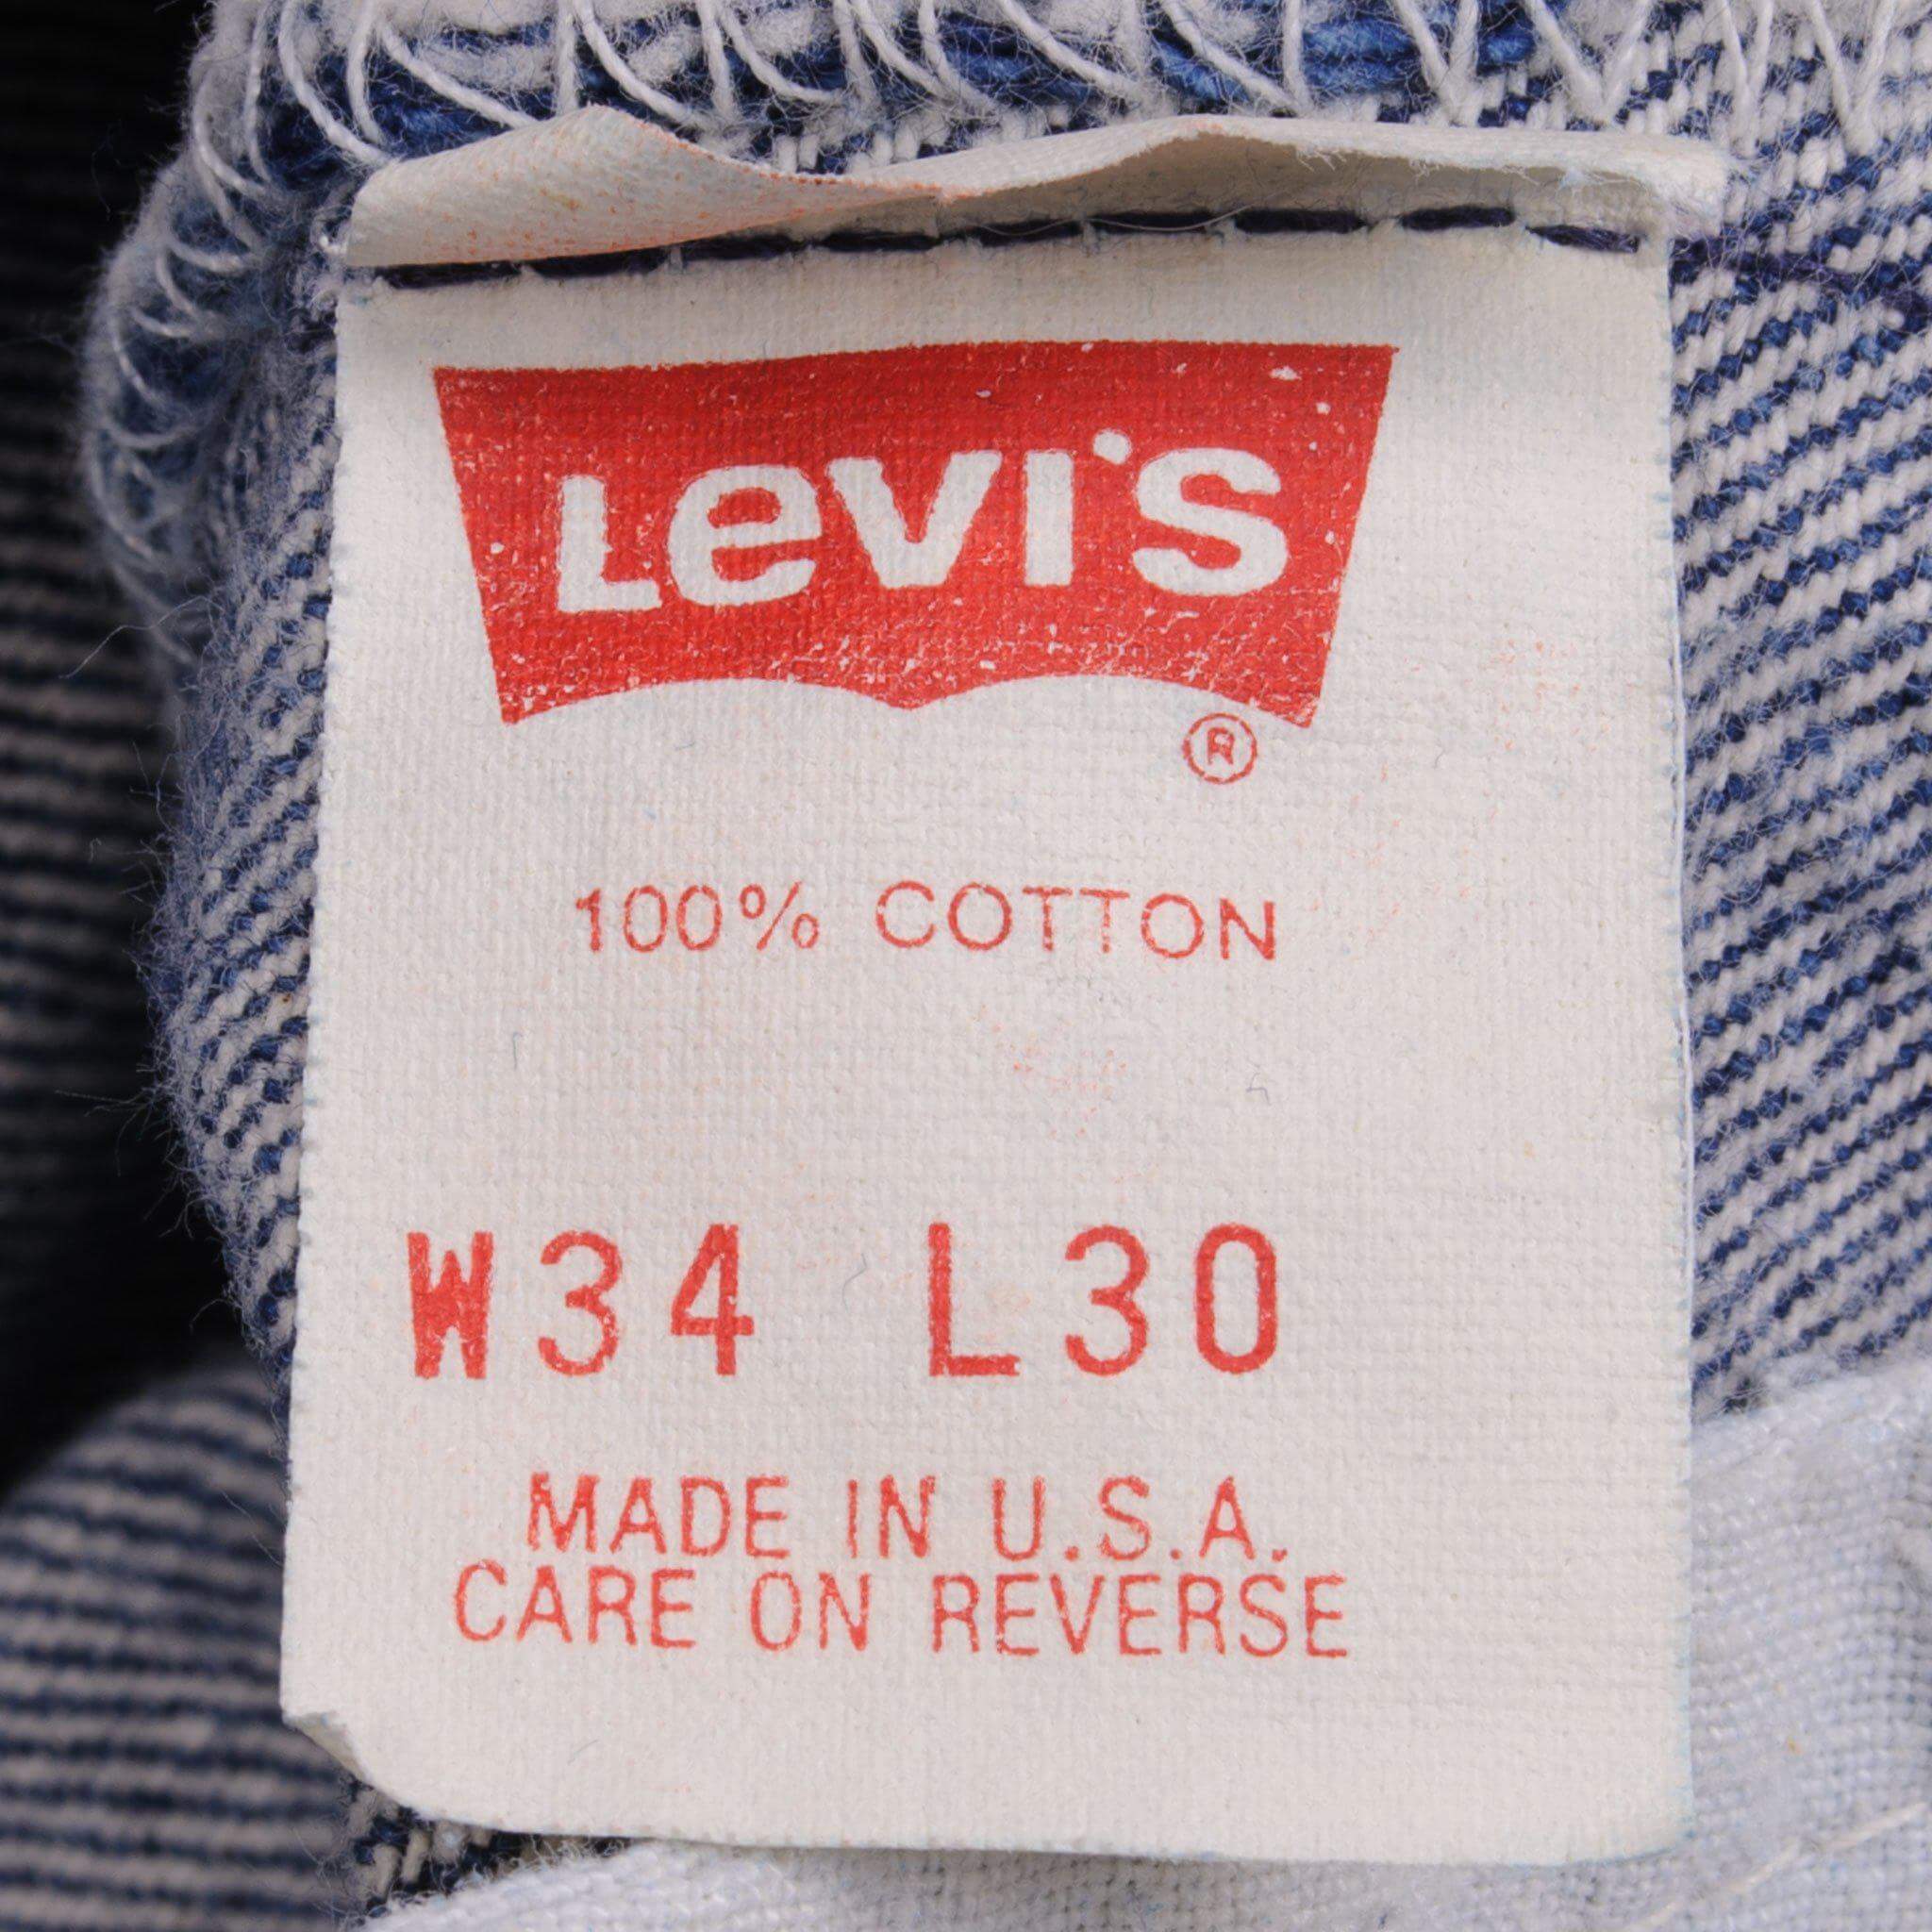 Levi's
®
100% COTTON
W34 L30
MADE IN U.S.A.
CARE ON REVERSE